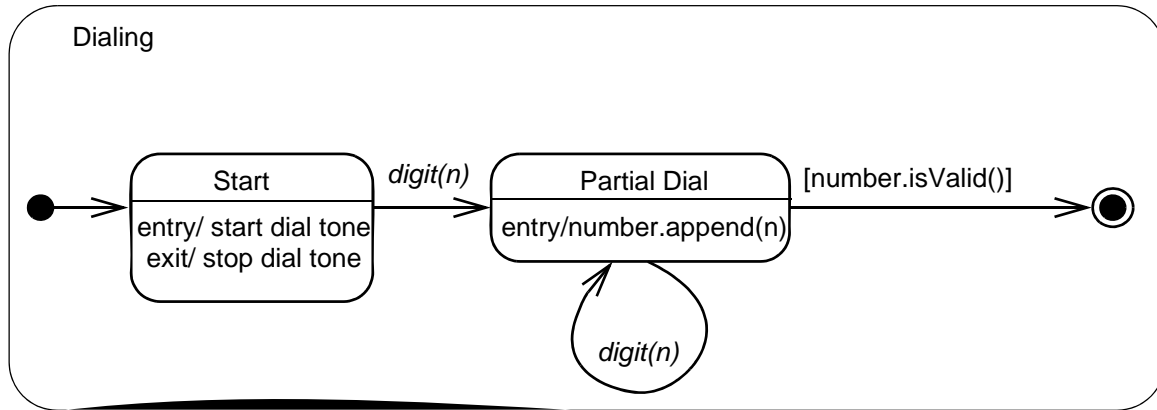 Dialing
Start
entry/ start dial tone
exit/ stop dial tone
digit(n)
Partial Dial
entry/number.append(n)
digit(n)
[number.isValid()]